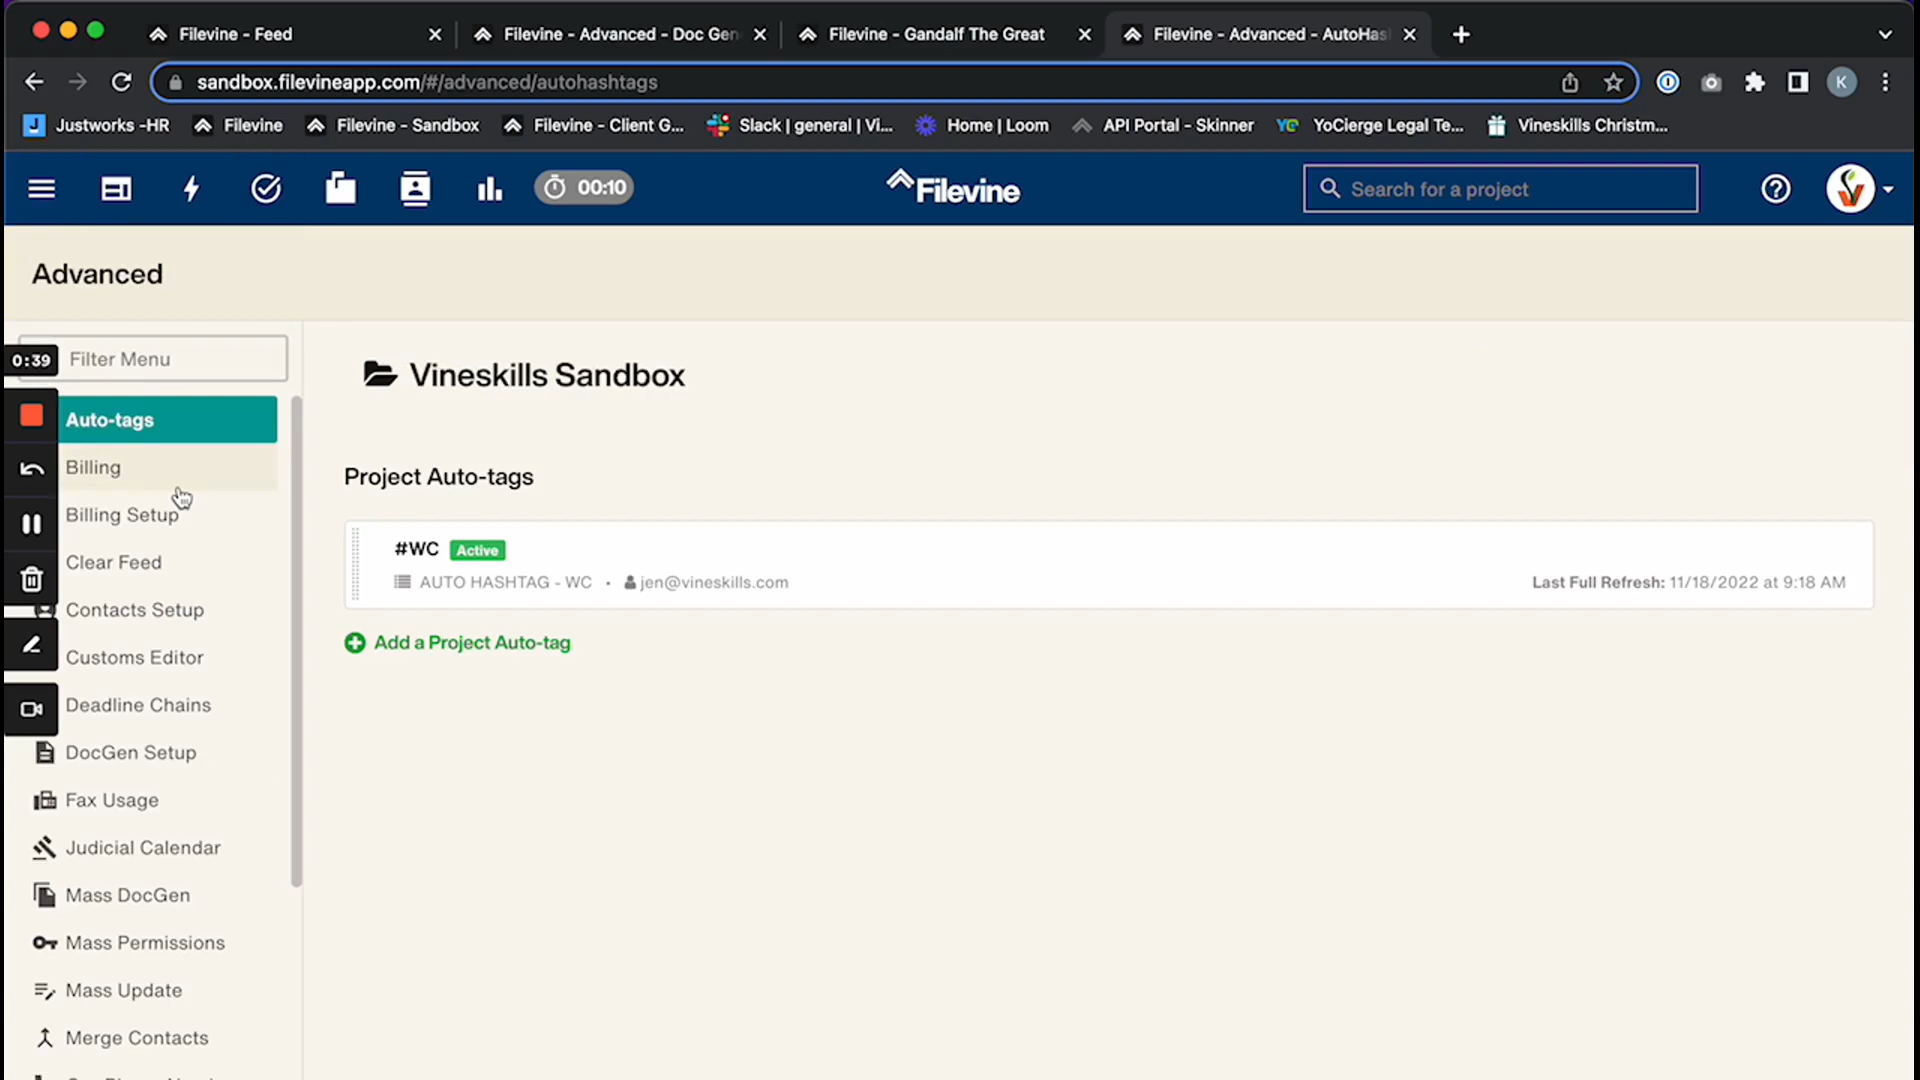 Filevine - Feed
Filevine - Advanced - Doc Gen
Filevine - Gandalf The Great
Filevine - Advanced - AutoHas
sandbox.filevineapp.com/#/advanced/autohashtags
K
J Justworks -HR
Filevine
Filevine - Sandbox
Filevine - Client G...
Slack | general | Vi...
Home | Loom
API Portal - Skinner
YC YoCierge Legal Te...
Vineskills Christm...
00:10
Filevine
Search for a project
Advanced
0:39
Filter Menu
Auto-tags
Billing
Billing Setup
Clear Feed
Contacts Setup
Customs Editor
Deadline Chains
DocGen Setup
Fax Usage
Judicial Calendar
Mass DocGen
Mass Permissions
Mass Update
Merge Contacts
Vineskills Sandbox
Project Auto-tags
#WC Active
AUTO HASHTAG - WC • jen@vineskills.com
Last Full Refresh: 11/18/2022 at 9:18 AM
Add a Project Auto-tag